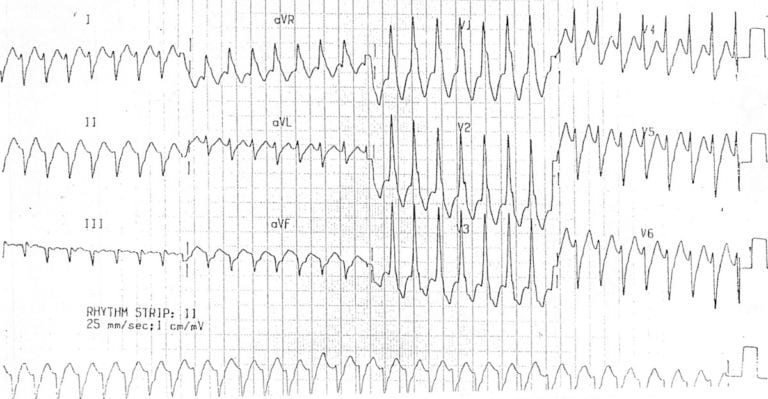 I
aVR
V1
V4
II
aVL
V2
V5
III
aVF
V3
V6
RHYTHM STRIP: II
25 mm/sec;1 cm/mV